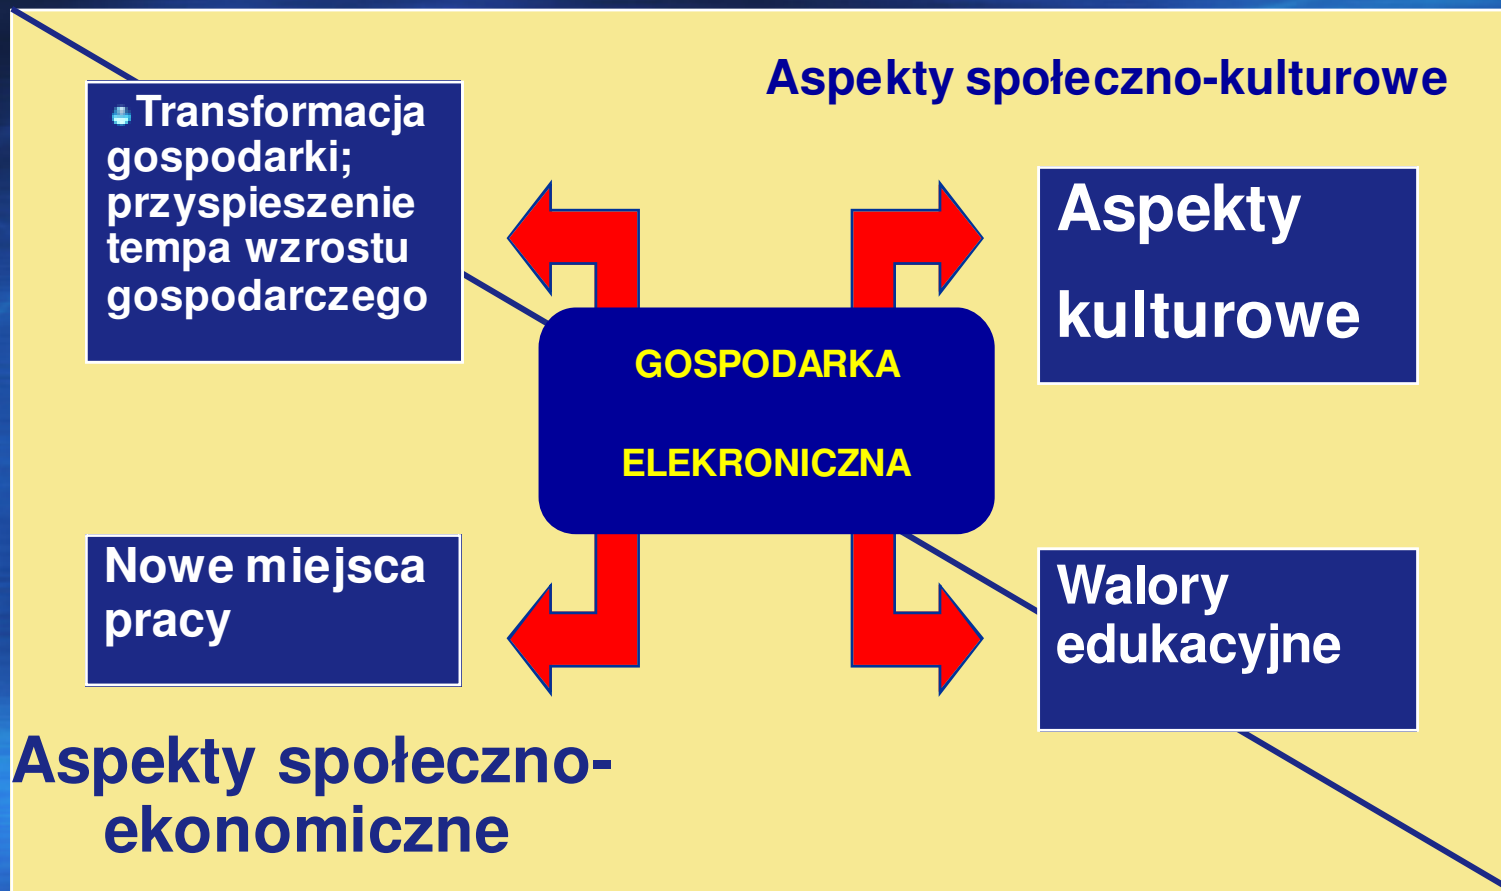 Aspekty społeczno-kulturowe
Transformacja
gospodarki;
przyspieszenie
tempa wzrostu
gospodarczego
Aspekty
kulturowe
GOSPODARKA
ELEKRONICZNA
Nowe miejsca
pracy
Walory
edukacyjne
Aspekty społeczno-
ekonomiczne